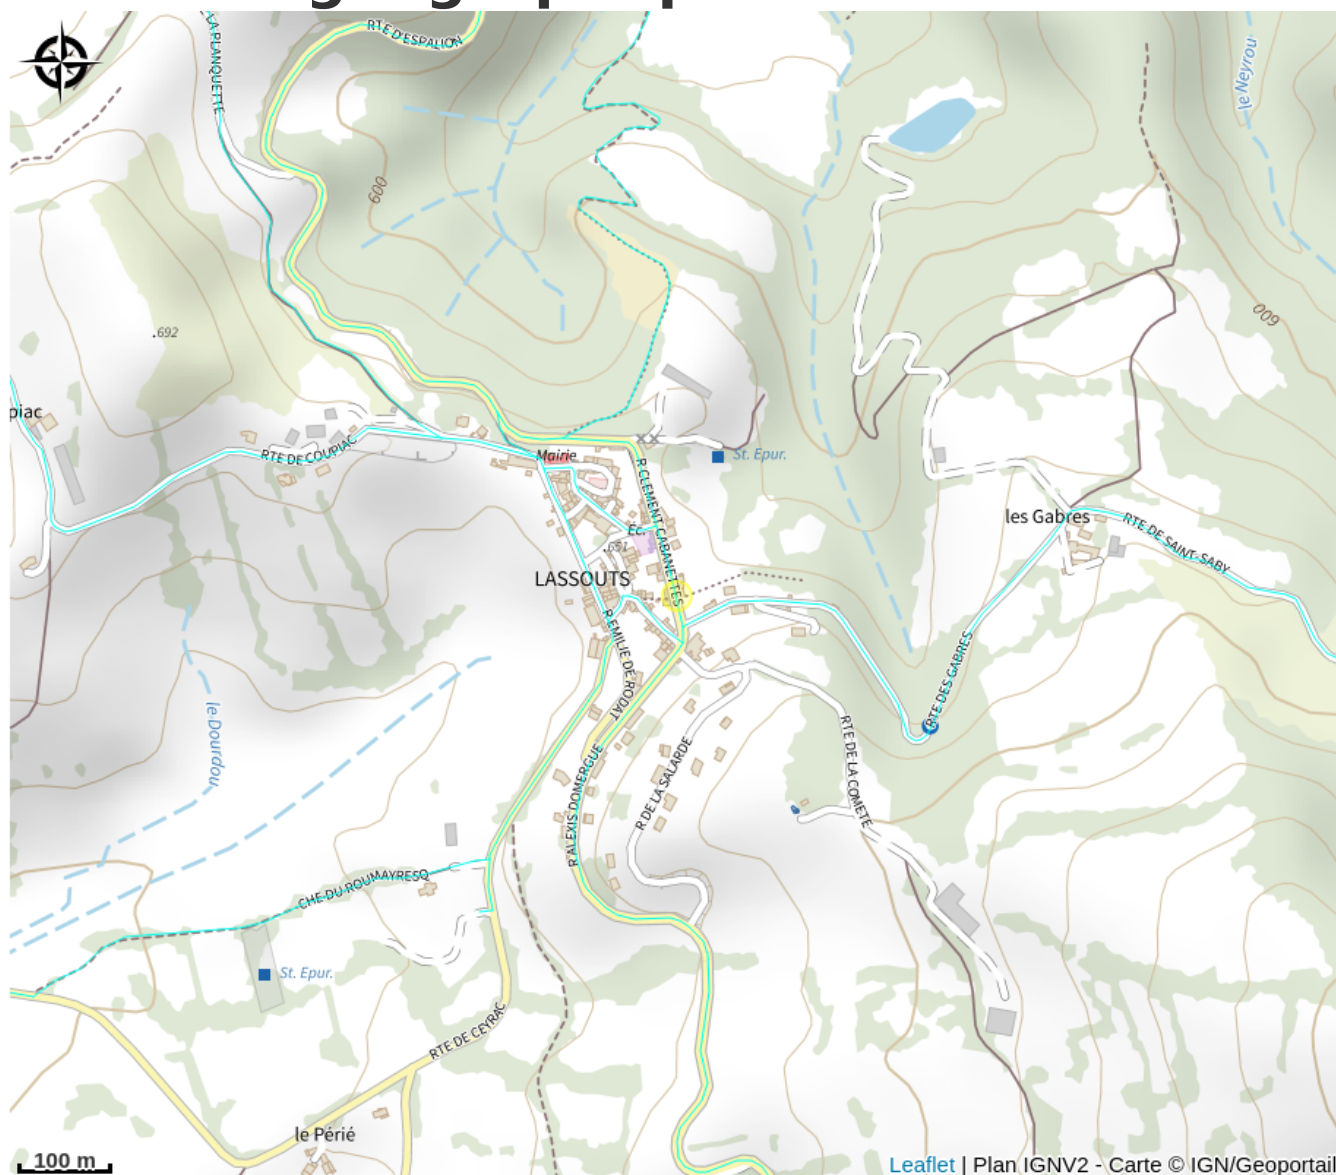 RTE D'ESPALION
LA PLANQUETTE
le Neyrou
600
600
.692
piac
RTE DE COUPIAC
Mairie
St. Epur.
R CLEMENT CABANETTES
Ec.
.651
les Gabres
RTE DE SAINT-SABY
LASSOUTS
R EMILIE DE RODAT
RTE DES GABRES
le Dourdou
R ALEXIS DOMERGUE
R DE LA SALARDE
RTE DE LA COMETE
CHE DU ROUMAYRESQ
St. Epur.
RTE DE CEYRAC
le Périé
100 m
Leaflet | Plan IGNV2 - Carte © IGN/Geoportail